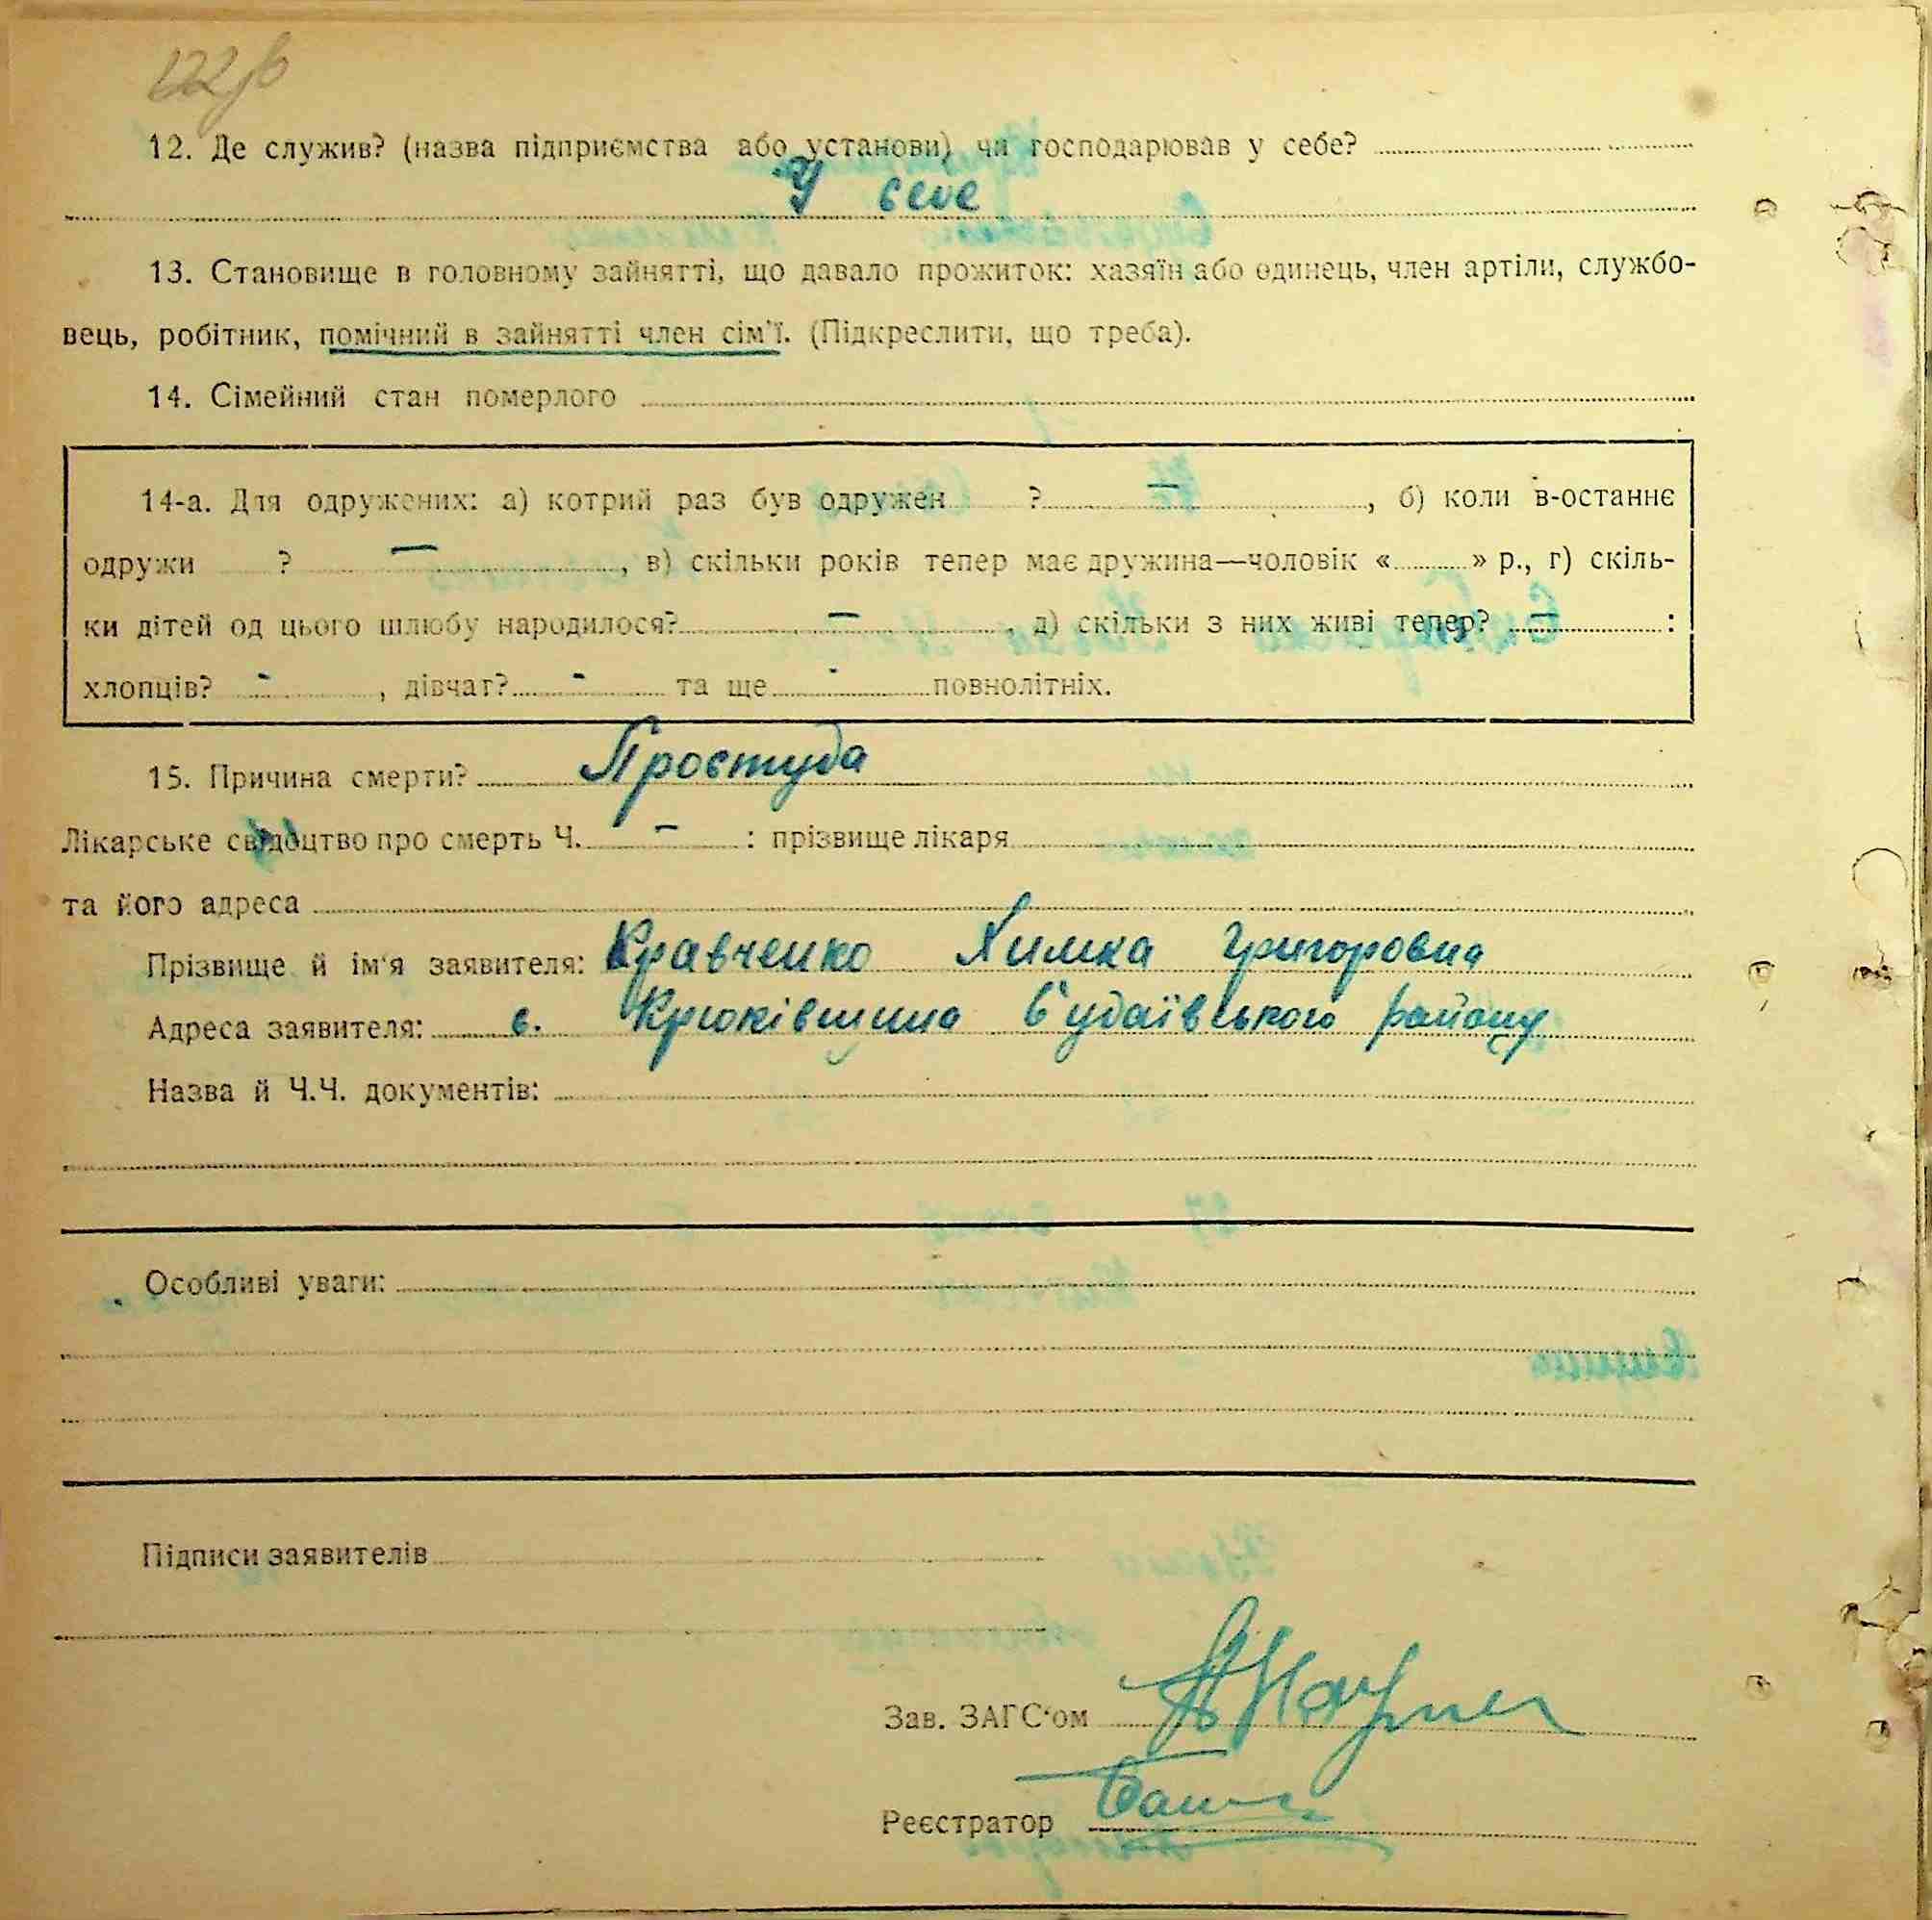 122
12. Де служив? (назва підприємства або установи) чи господарював у себе?
У себе
13. Становище в головному зайнятті, що давало прожиток: хазяїн або одинець, член артіли, службо-
вець, робітник, помічний в зайнятті член сім'ї. (Підкреслити, що треба).
14. Сімейний стан померлого
14-а. Для одружених: а) котрий раз був одружен ? —, б) коли в-останнє
одружи ? —, в) скільки років тепер має дружина—чоловік « » р., г) скіль-
ки дітей од цього шлюбу народилося? —, д) скільки з них живі тепер? — :
хлопців? -, дівчат? - та ще - повнолітніх.
15. Причина смерти? Простуда
Лікарське свідоцтво про смерть Ч. — : прізвище лікаря
та його адреса
Прізвище й ім'я заявителя: Кравченко Химка Григоровна
Адреса заявителя: с. Крюківщина Будаївського району
Назва й Ч.Ч. документів:
Особливі уваги:
Підписи заявителів
Зав. ЗАГС'ом
Реєстратор